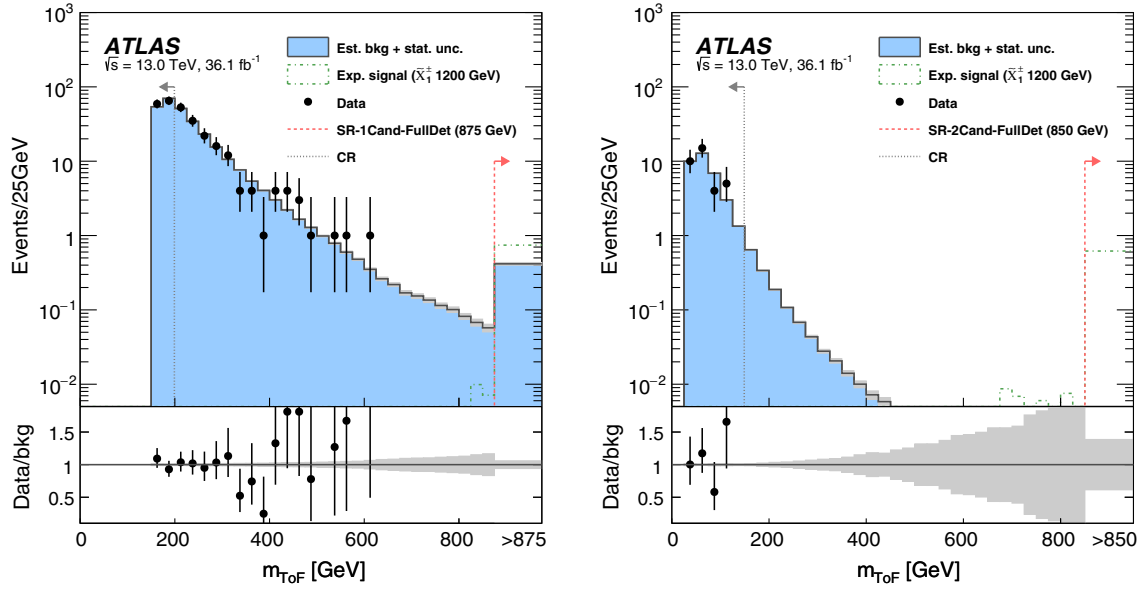 ATLAS
√s = 13.0 TeV, 36.1 fb⁻¹
Est. bkg + stat. unc.
Exp. signal (χ̃₁± 1200 GeV)
Data
SR-1Cand-FullDet (875 GeV)
CR
Events/25GeV
10³
10²
10
1
10⁻¹
10⁻²
Data/bkg
1.5
1
0.5
0 200 400 600 800 >875
m_ToF [GeV]
ATLAS
√s = 13.0 TeV, 36.1 fb⁻¹
Est. bkg + stat. unc.
Exp. signal (χ̃₁± 1200 GeV)
Data
SR-2Cand-FullDet (850 GeV)
CR
Events/25GeV
10³
10²
10
1
10⁻¹
10⁻²
Data/bkg
1.5
1
0.5
0 200 400 600 800 >850
m_ToF [GeV]